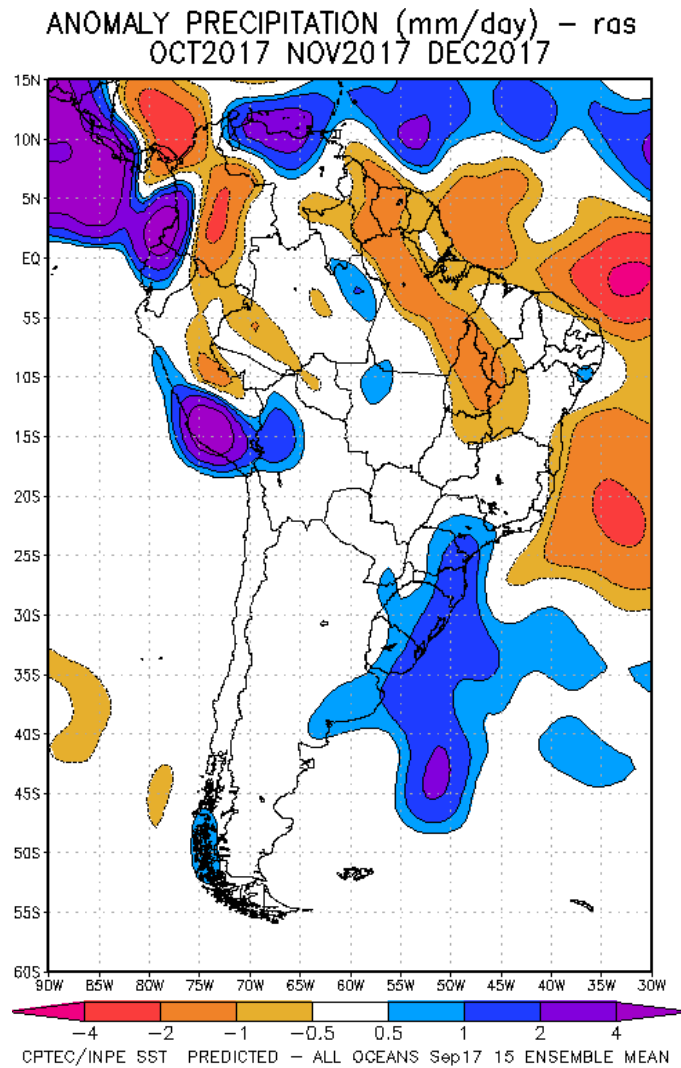 ANOMALY PRECIPITATION (mm/day) – ras
OCT2017 NOV2017 DEC2017
15N
10N
5N
EQ
5S
10S
15S
20S
25S
30S
35S
40S
45S
50S
55S
60S
90W 85W 80W 75W 70W 65W 60W 55W 50W 45W 40W 35W 30W
−4 −2 −1 −0.5 0.5 1 2 4
CPTEC/INPE SST PREDICTED – ALL OCEANS Sep17 15 ENSEMBLE MEAN